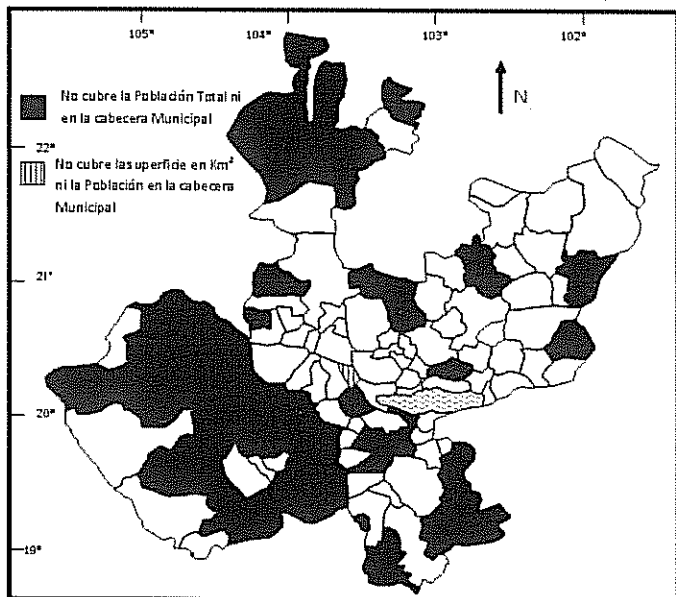 105°
104°
103°
102°
No cubre la Población Total ni
en la cabecera Municipal
N
22°
No cubre las uperficie en Km²
ni la Población en la cabecera
Municipal
21°
20°
19°